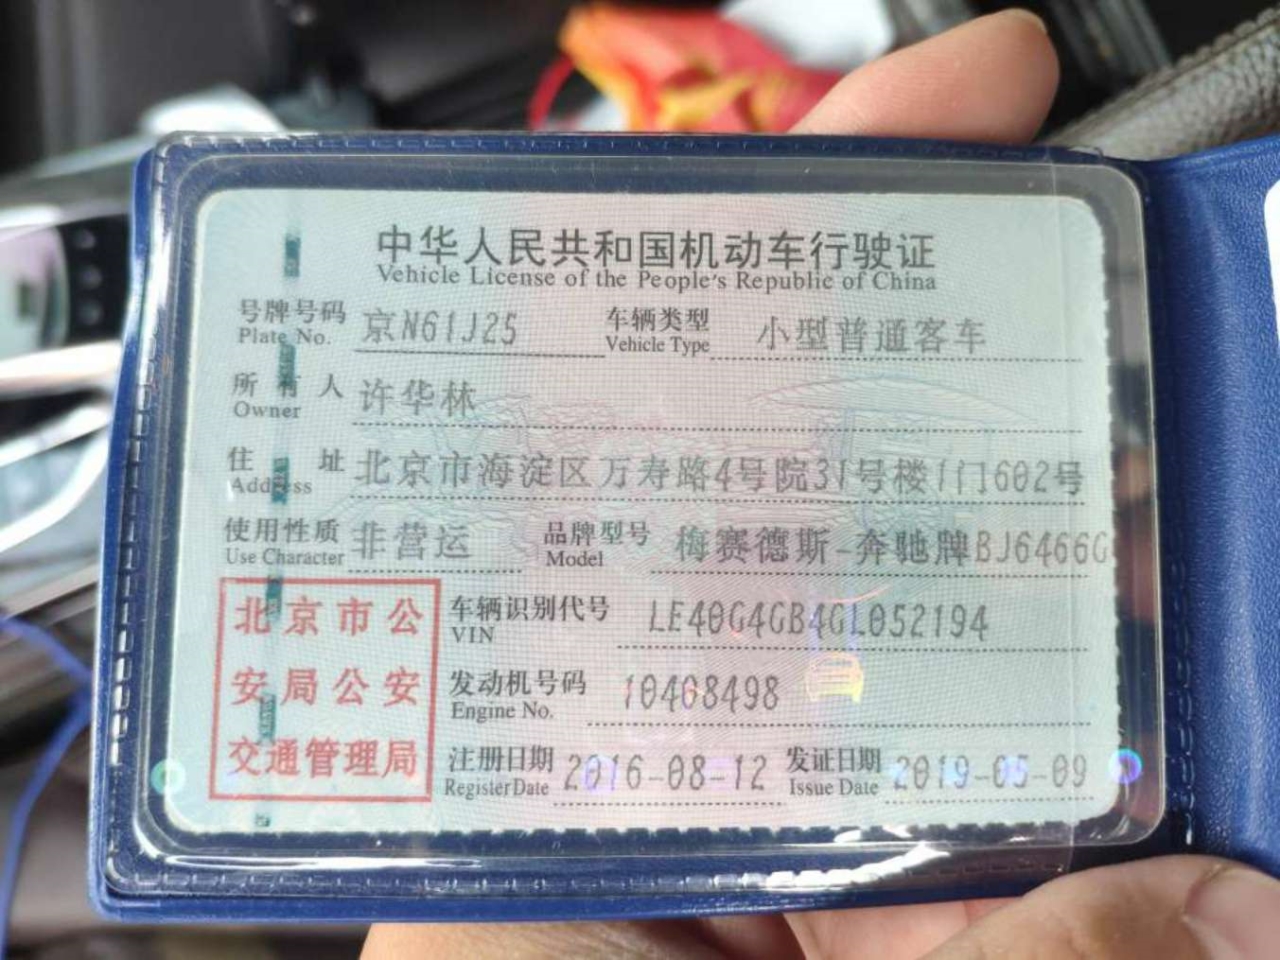 中华人民共和国机动车行驶证
Vehicle License of the People's Republic of China
号牌号码 京N61J25 车辆类型 小型普通客车
Plate No. Vehicle Type
所有人 许华林
Owner
住址 北京市海淀区万寿路4号院31号楼1门602号
Address
使用性质 非营运 品牌型号 梅赛德斯-奔驰牌BJ6466G
Use Character Model
北京市公
安局公安
交通管理局
车辆识别代号 LE40G4GB4GL052194
VIN
发动机号码 10408498
Engine No.
注册日期 2016-08-12 发证日期 2019-05-09
Register Date Issue Date